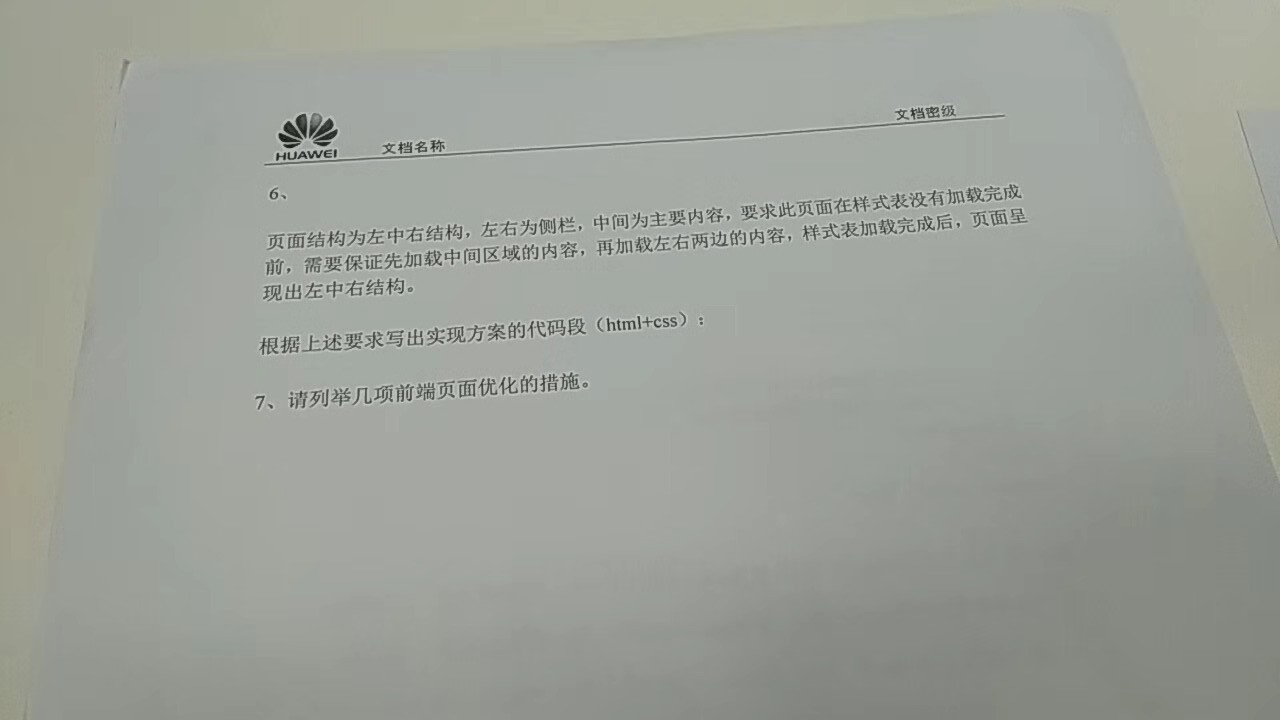 HUAWEI 文档名称 文档密级
6、
页面结构为左中右结构，左右为侧栏，中间为主要内容，要求此页面在样式表没有加载完成
前，需要保证先加载中间区域的内容，再加载左右两边的内容，样式表加载完成后，页面呈
现出左中右结构。
根据上述要求写出实现方案的代码段（html+css）：
7、请列举几项前端页面优化的措施。